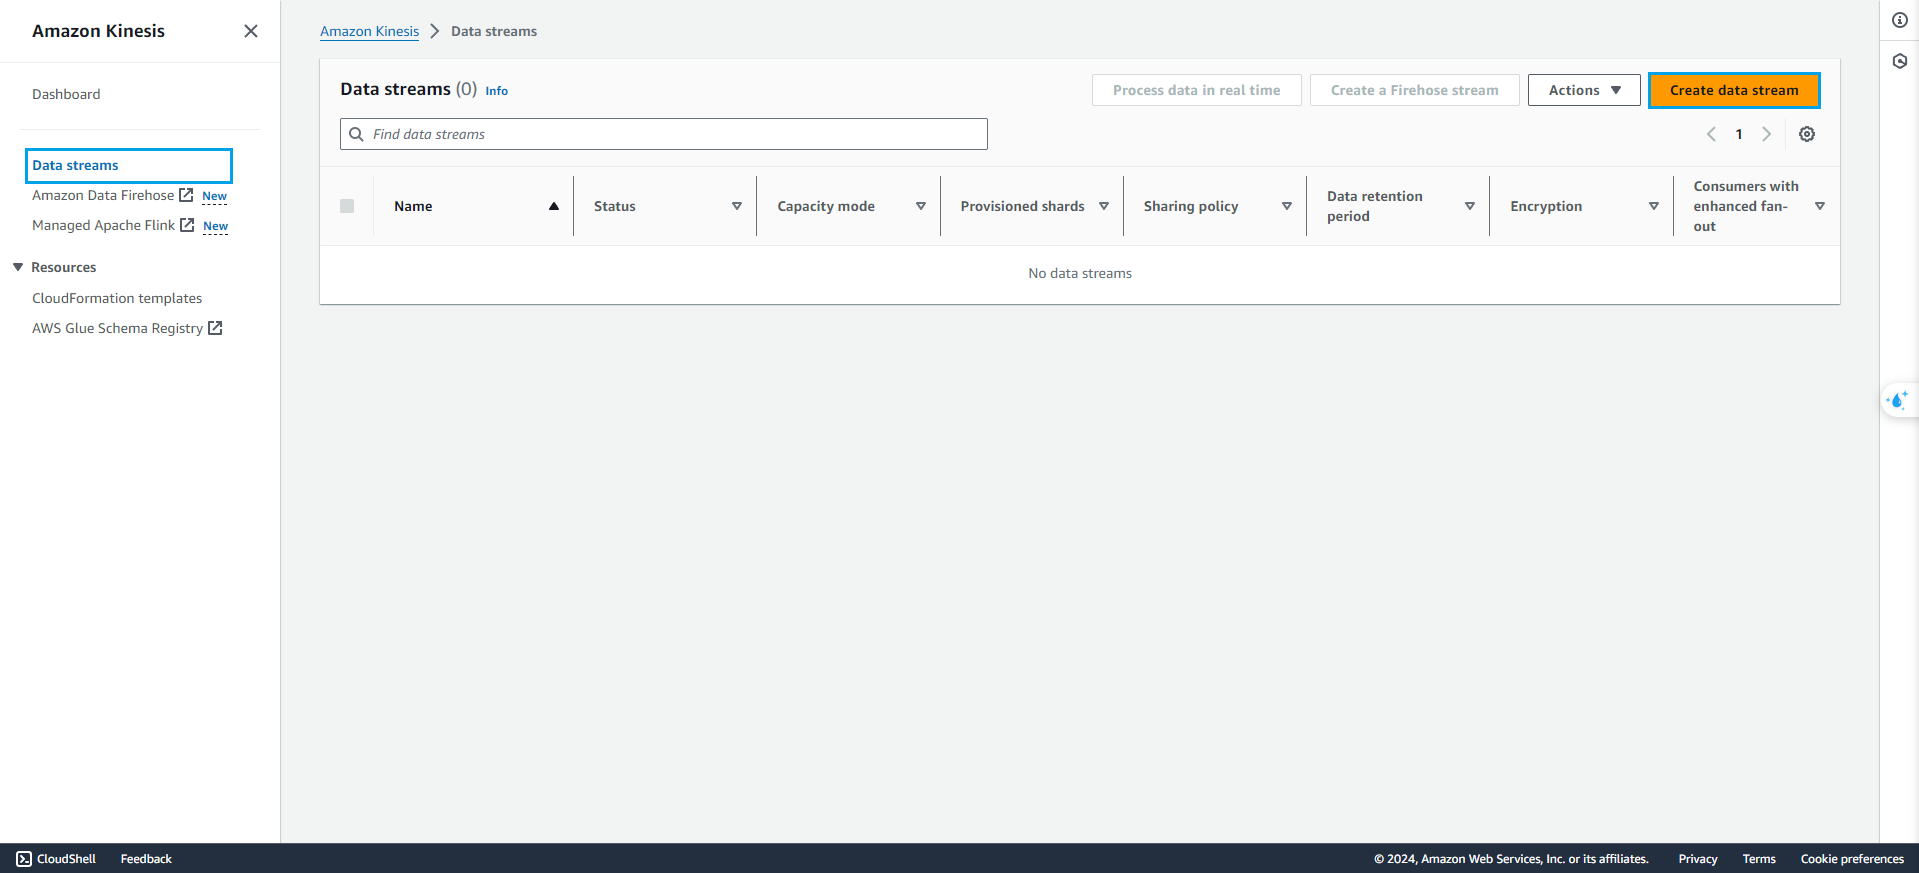 Amazon Kinesis
Dashboard
Data streams
Amazon Data Firehose New
Managed Apache Flink New
Resources
CloudFormation templates
AWS Glue Schema Registry
Amazon Kinesis Data streams
Data streams (0) Info
Process data in real time Create a Firehose stream Actions Create data stream
Find data streams
1
Name Status Capacity mode Provisioned shards Sharing policy
Data retention
period
Encryption
Consumers with
enhanced fan-
out
No data streams
CloudShell Feedback © 2024, Amazon Web Services, Inc. or its affiliates. Privacy Terms Cookie preferences